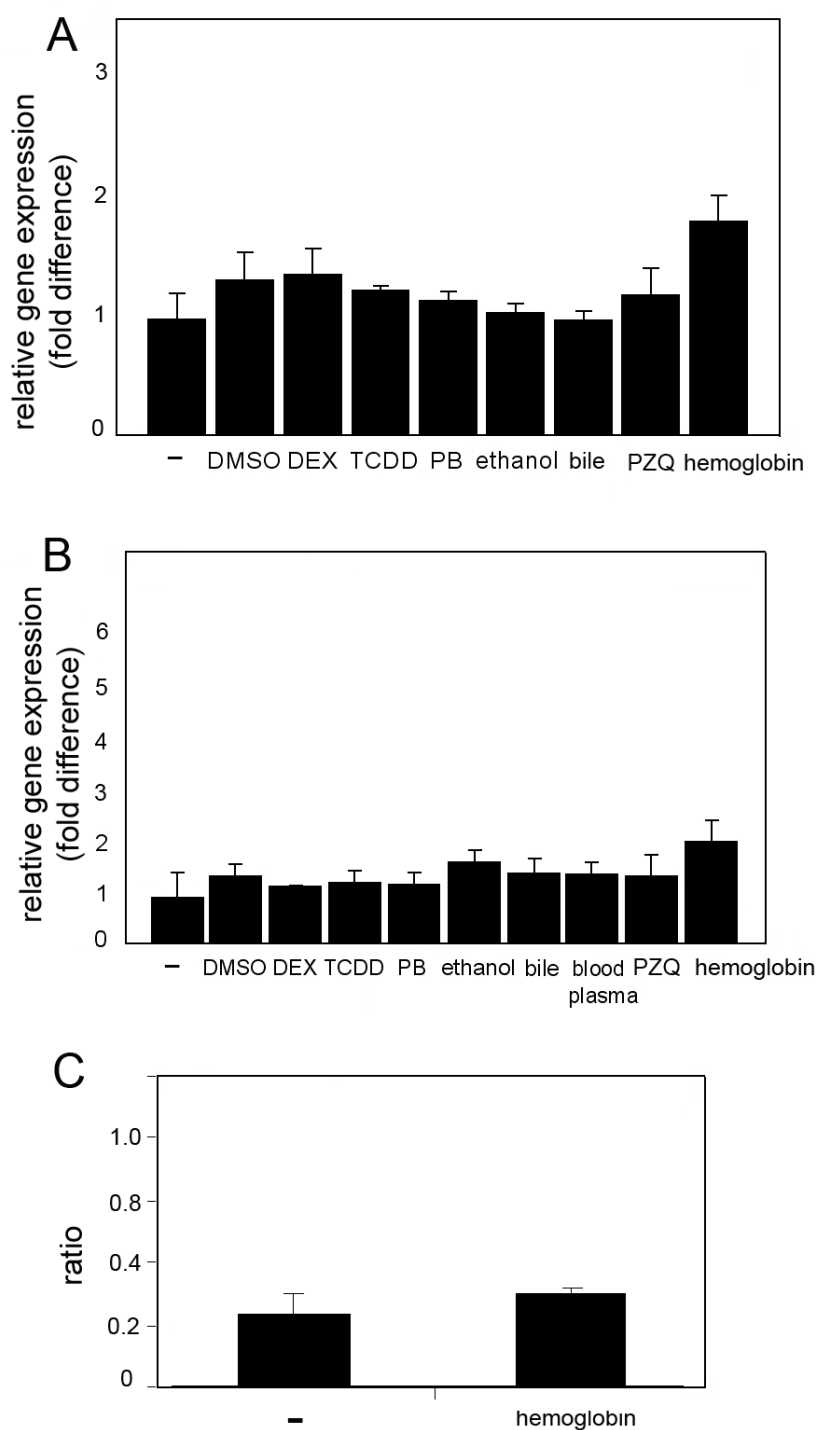 A
relative gene expression
(fold difference)
3
2
1
0
– DMSO DEX TCDD PB ethanol bile PZQ hemoglobin
B
relative gene expression
(fold difference)
6
5
4
3
2
1
0
– DMSO DEX TCDD PB ethanol bile blood PZQ hemoglobin
plasma
C
ratio
1.0
0.8
0.4
0.2
0
– hemoglobin